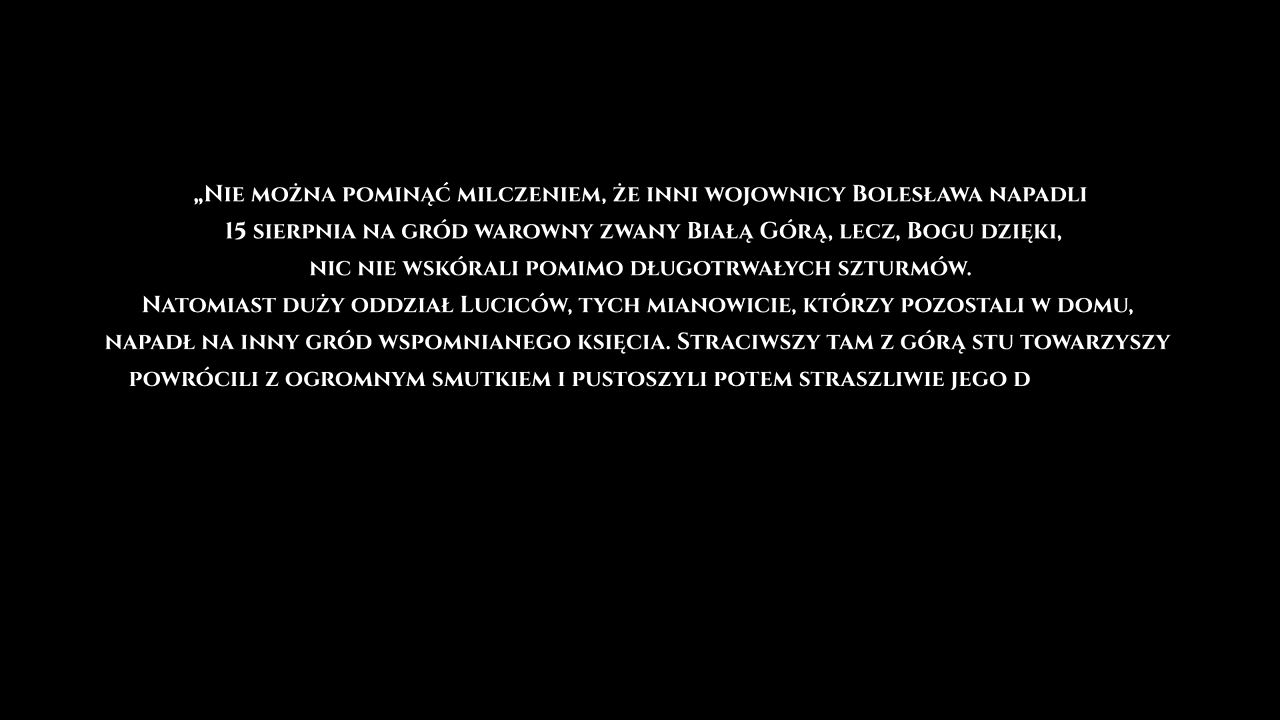 „Nie można pominąć milczeniem, że inni wojownicy Bolesława napadli
15 sierpnia na gród warowny zwany Białą Górą, lecz, Bogu dzięki,
nic nie wskórali pomimo długotrwałych szturmów.
Natomiast duży oddział Luciców, tych mianowicie, którzy pozostali w domu,
napadł na inny gród wspomnianego księcia. Straciwszy tam z górą stu towarzyszy
powrócili z ogromnym smutkiem i pustoszyli potem straszliwie jego d